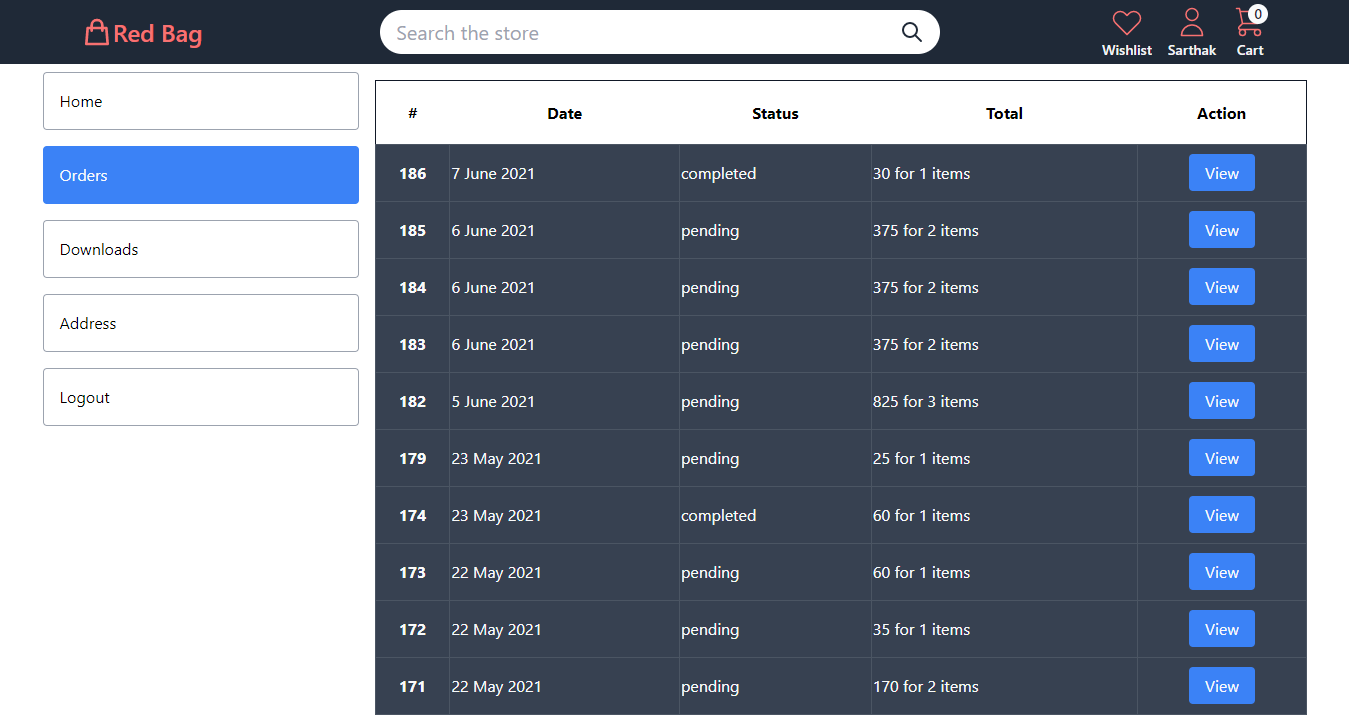 Red Bag
Search the store
0
Wishlist Sarthak Cart
Home
Orders
Downloads
Address
Logout
# Date Status Total Action
186 7 June 2021 completed 30 for 1 items View
185 6 June 2021 pending 375 for 2 items View
184 6 June 2021 pending 375 for 2 items View
183 6 June 2021 pending 375 for 2 items View
182 5 June 2021 pending 825 for 3 items View
179 23 May 2021 pending 25 for 1 items View
174 23 May 2021 completed 60 for 1 items View
173 22 May 2021 pending 60 for 1 items View
172 22 May 2021 pending 35 for 1 items View
171 22 May 2021 pending 170 for 2 items View